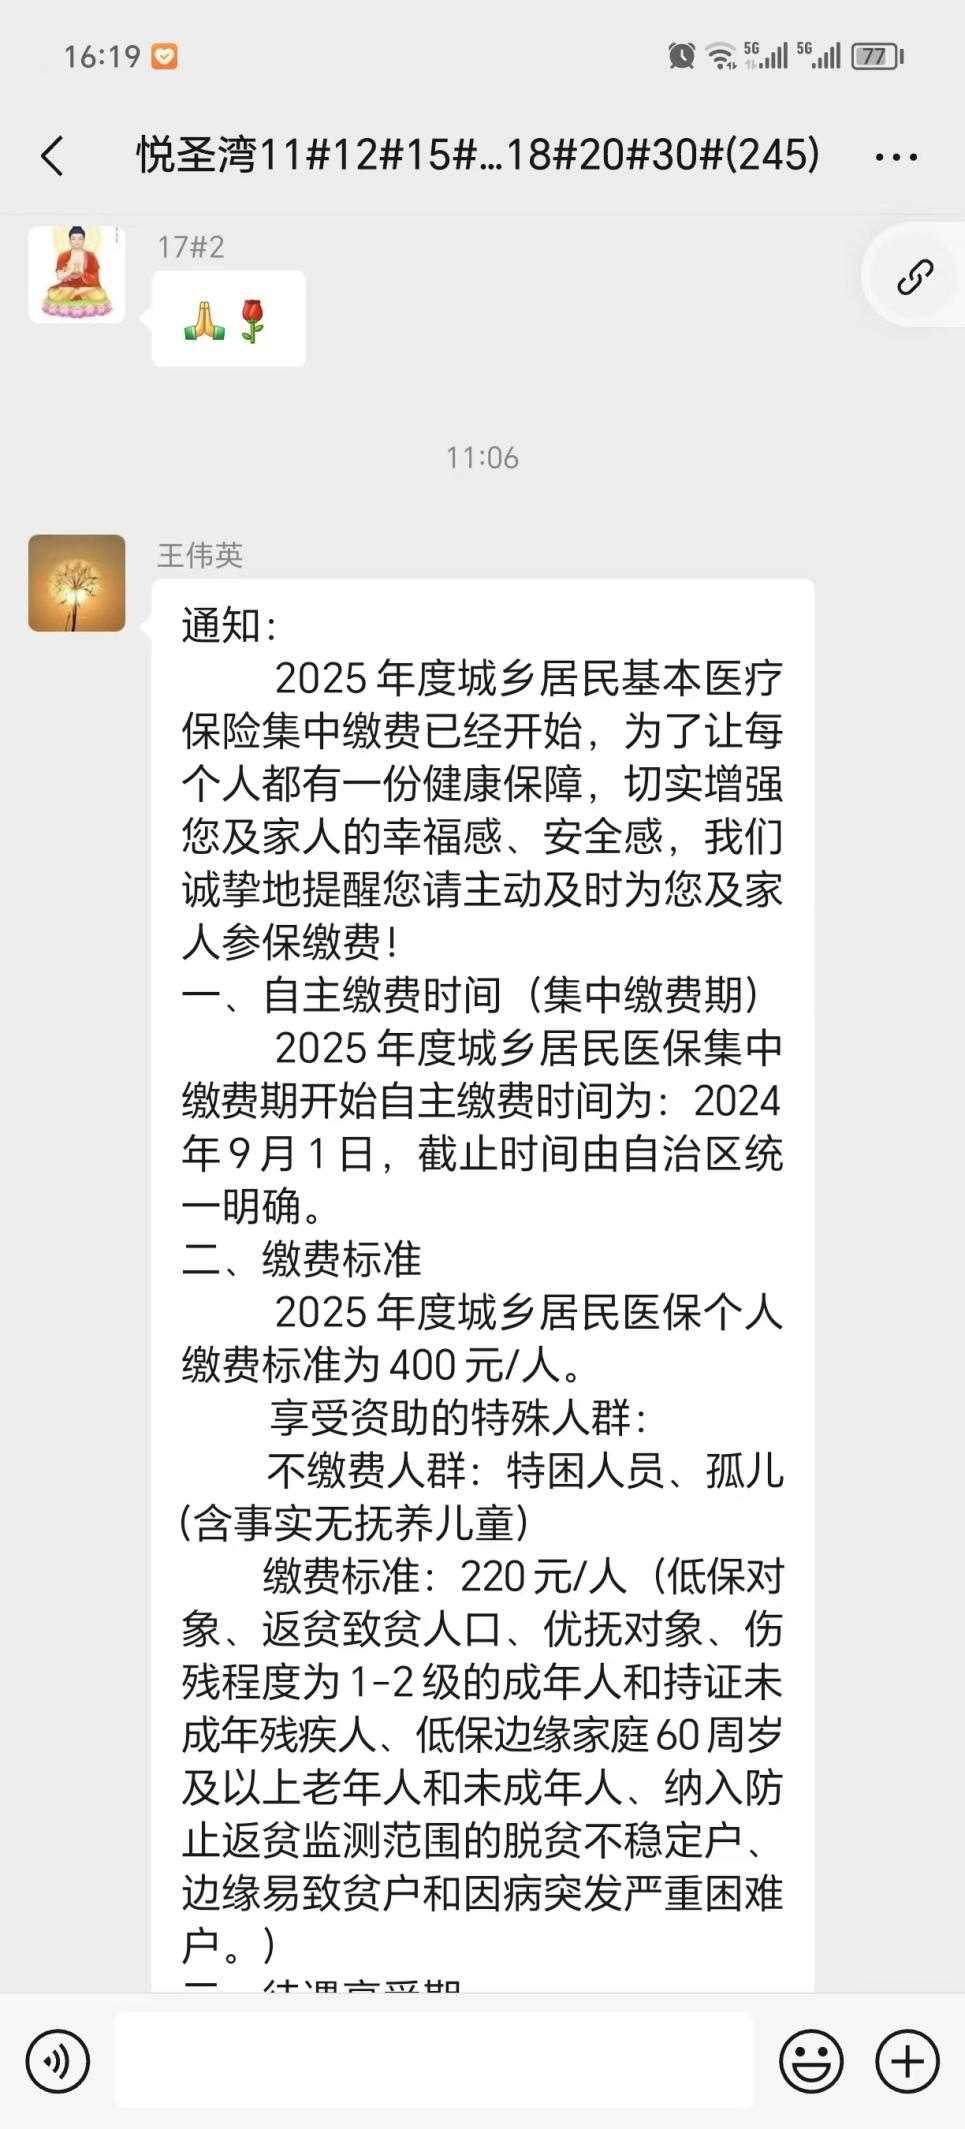 16:19
5G 5G 77
悦圣湾11#12#15#...18#20#30#(245)
17#2
11:06
王伟英
通知：
2025年度城乡居民基本医疗
保险集中缴费已经开始，为了让每
个人都有一份健康保障，切实增强
您及家人的幸福感、安全感，我们
诚挚地提醒您请主动及时为您及家
人参保缴费！
一、自主缴费时间（集中缴费期）
2025年度城乡居民医保集中
缴费期开始自主缴费时间为：2024
年9月1日，截止时间由自治区统
一明确。
二、缴费标准
2025年度城乡居民医保个人
缴费标准为400元/人。
享受资助的特殊人群：
不缴费人群：特困人员、孤儿
(含事实无抚养儿童)
缴费标准：220元/人（低保对
象、返贫致贫人口、优抚对象、伤
残程度为1-2级的成年人和持证未
成年残疾人、低保边缘家庭60周岁
及以上老年人和未成年人、纳入防
止返贫监测范围的脱贫不稳定户、
边缘易致贫户和因病突发严重困难
户。）